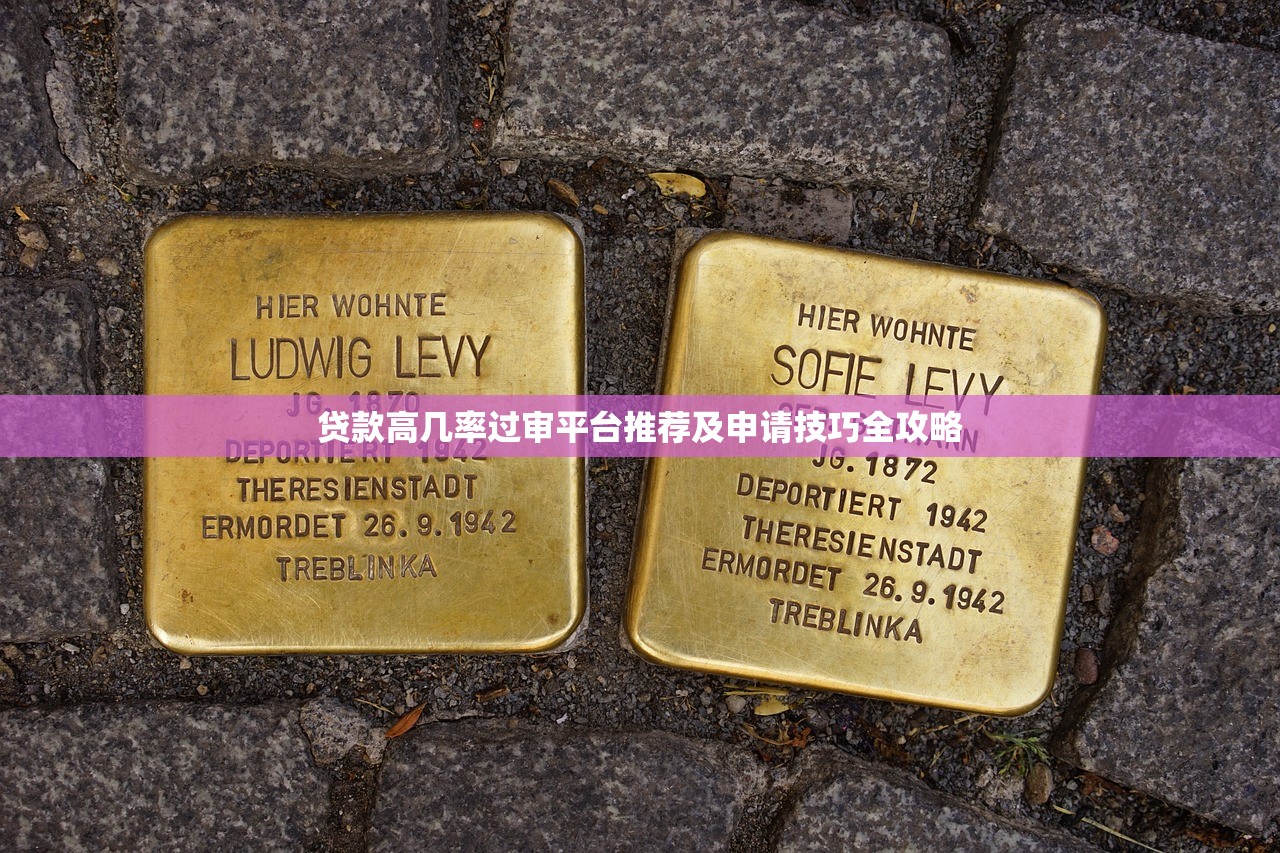 HIER WOHNTE
LUDWIG LEVY
JG. 1870
DEPORTIERT 1942
THERESIENSTADT
ERMORDET 26.9.1942
TREBLINKA
HIER WOHNTE
SOFIE LEVY
JG. 1872
DEPORTIERT 1942
THERESIENSTADT
ERMORDET 26.9.1942
TREBLINKA
贷款高几率过审平台推荐及申请技巧全攻略